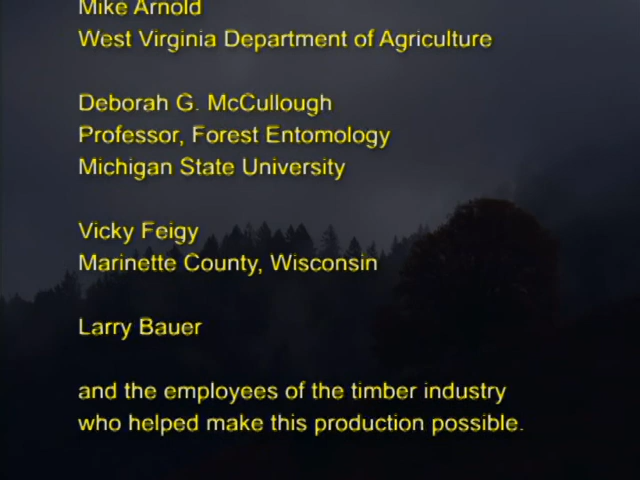 Mike Arnold
West Virginia Department of Agriculture
Deborah G. McCullough
Professor, Forest Entomology
Michigan State University
Vicky Feigy
Marinette County, Wisconsin
Larry Bauer
and the employees of the timber industry
who helped make this production possible.